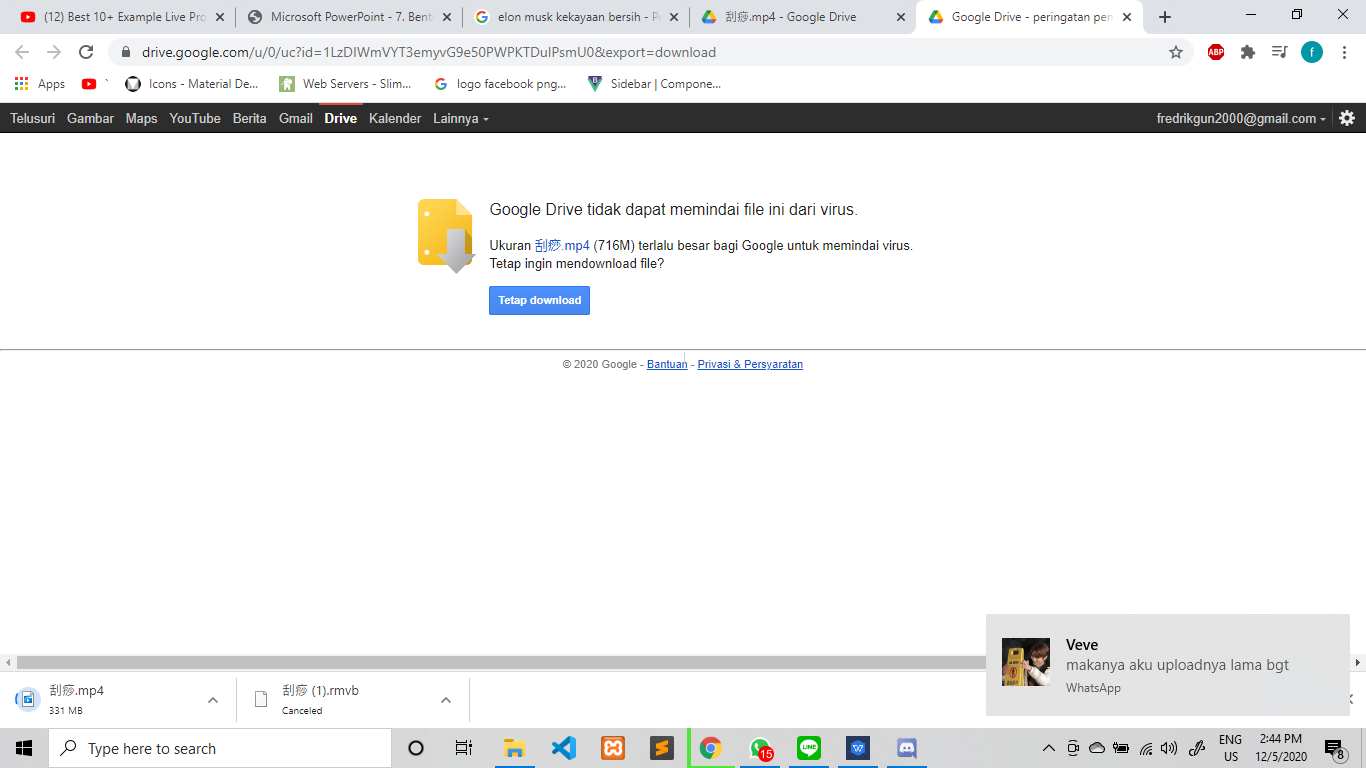 (12) Best 10+ Example Live Pro
Microsoft PowerPoint - 7. Bent
elon musk kekayaan bersih - Pe
刮痧.mp4 - Google Drive
Google Drive - peringatan pem
drive.google.com/u/0/uc?id=1LzDIWmVYT3emyvG9e50PWPKTDuIPsmU0&export=download
ABP
f
Apps
Icons - Material De...
Web Servers - Slim...
logo facebook png...
Sidebar | Compone...
Telusuri Gambar Maps YouTube Berita Gmail Drive Kalender Lainnya
fredrikgun2000@gmail.com
Google Drive tidak dapat memindai file ini dari virus.
Ukuran 刮痧.mp4 (716M) terlalu besar bagi Google untuk memindai virus.
Tetap ingin mendownload file?
Tetap download
© 2020 Google - Bantuan - Privasi & Persyaratan
Veve
makanya aku uploadnya lama bgt
WhatsApp
刮痧.mp4
331 MB
刮痧 (1).rmvb
Canceled
Type here to search
15
LINE
ENG
US
2:44 PM
12/5/2020
8